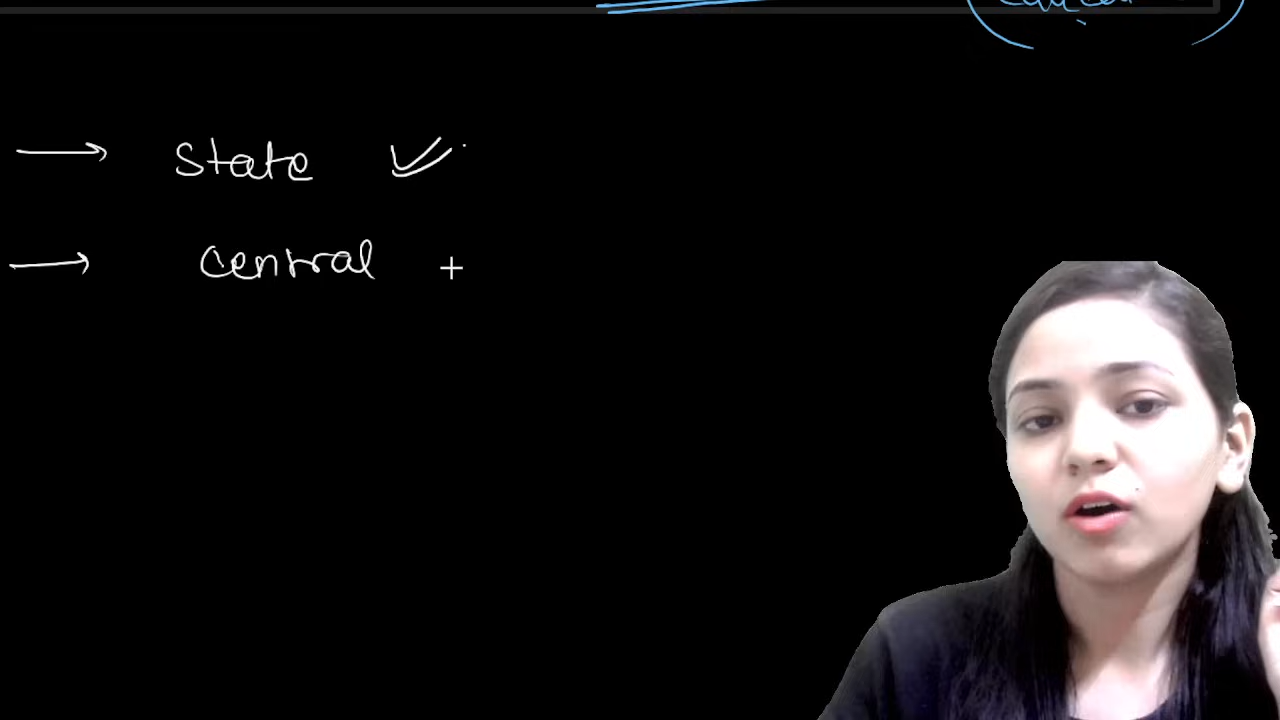 → State ✓
→ Central +